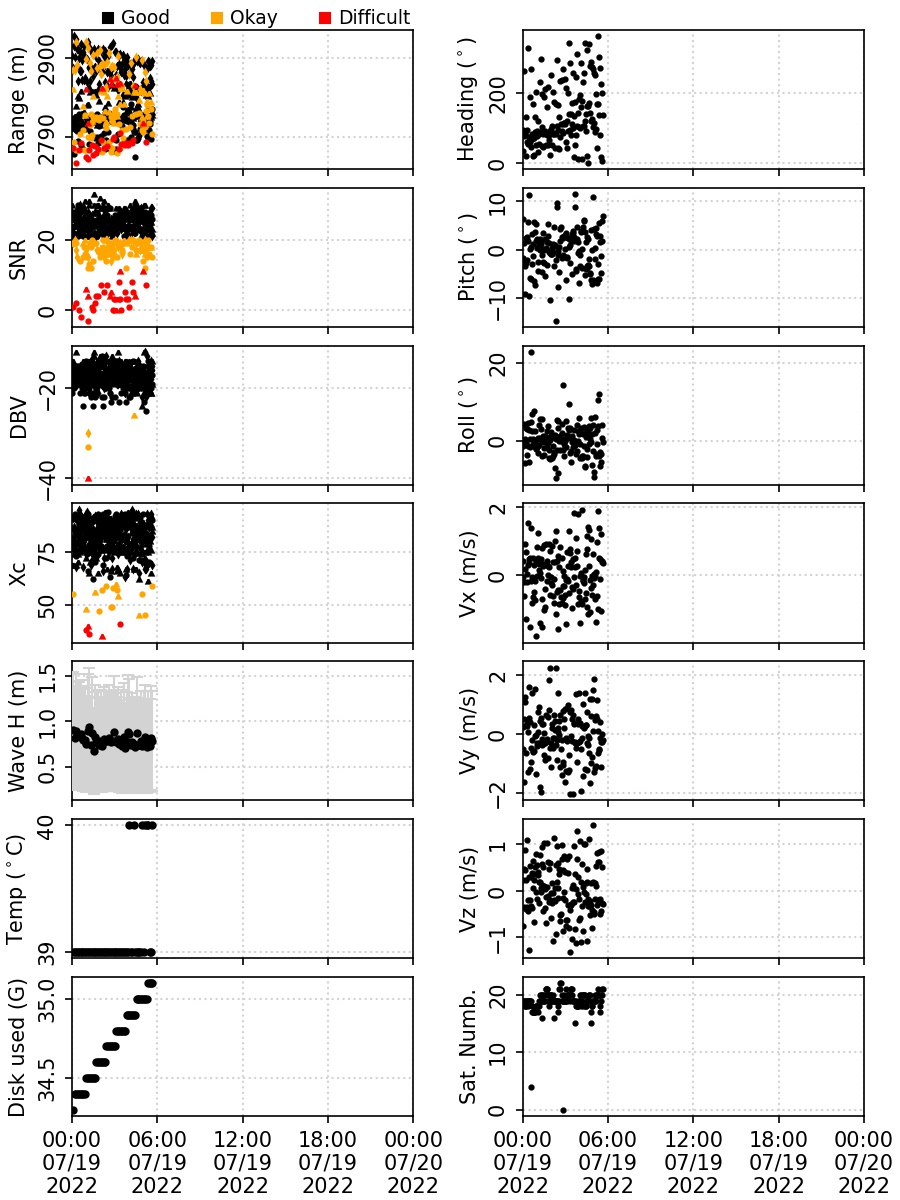 Good Okay Difficult
Range (m)
2900
2790
Heading (°)
200
0
SNR
20
0
Pitch (°)
10
0
−10
DBV
−20
−40
Roll (°)
20
0
Xc
75
50
Vx (m/s)
2
0
Wave H (m)
1.5
1.0
0.5
Vy (m/s)
2
0
−2
Temp (°C)
40
39
Vz (m/s)
1
0
−1
Disk used (G)
35.0
34.5
Sat. Numb.
20
10
0
00:00 06:00 12:00 18:00 00:00
07/19 07/19 07/19 07/19 07/20
2022 2022 2022 2022 2022
00:00 06:00 12:00 18:00 00:00
07/19 07/19 07/19 07/19 07/20
2022 2022 2022 2022 2022